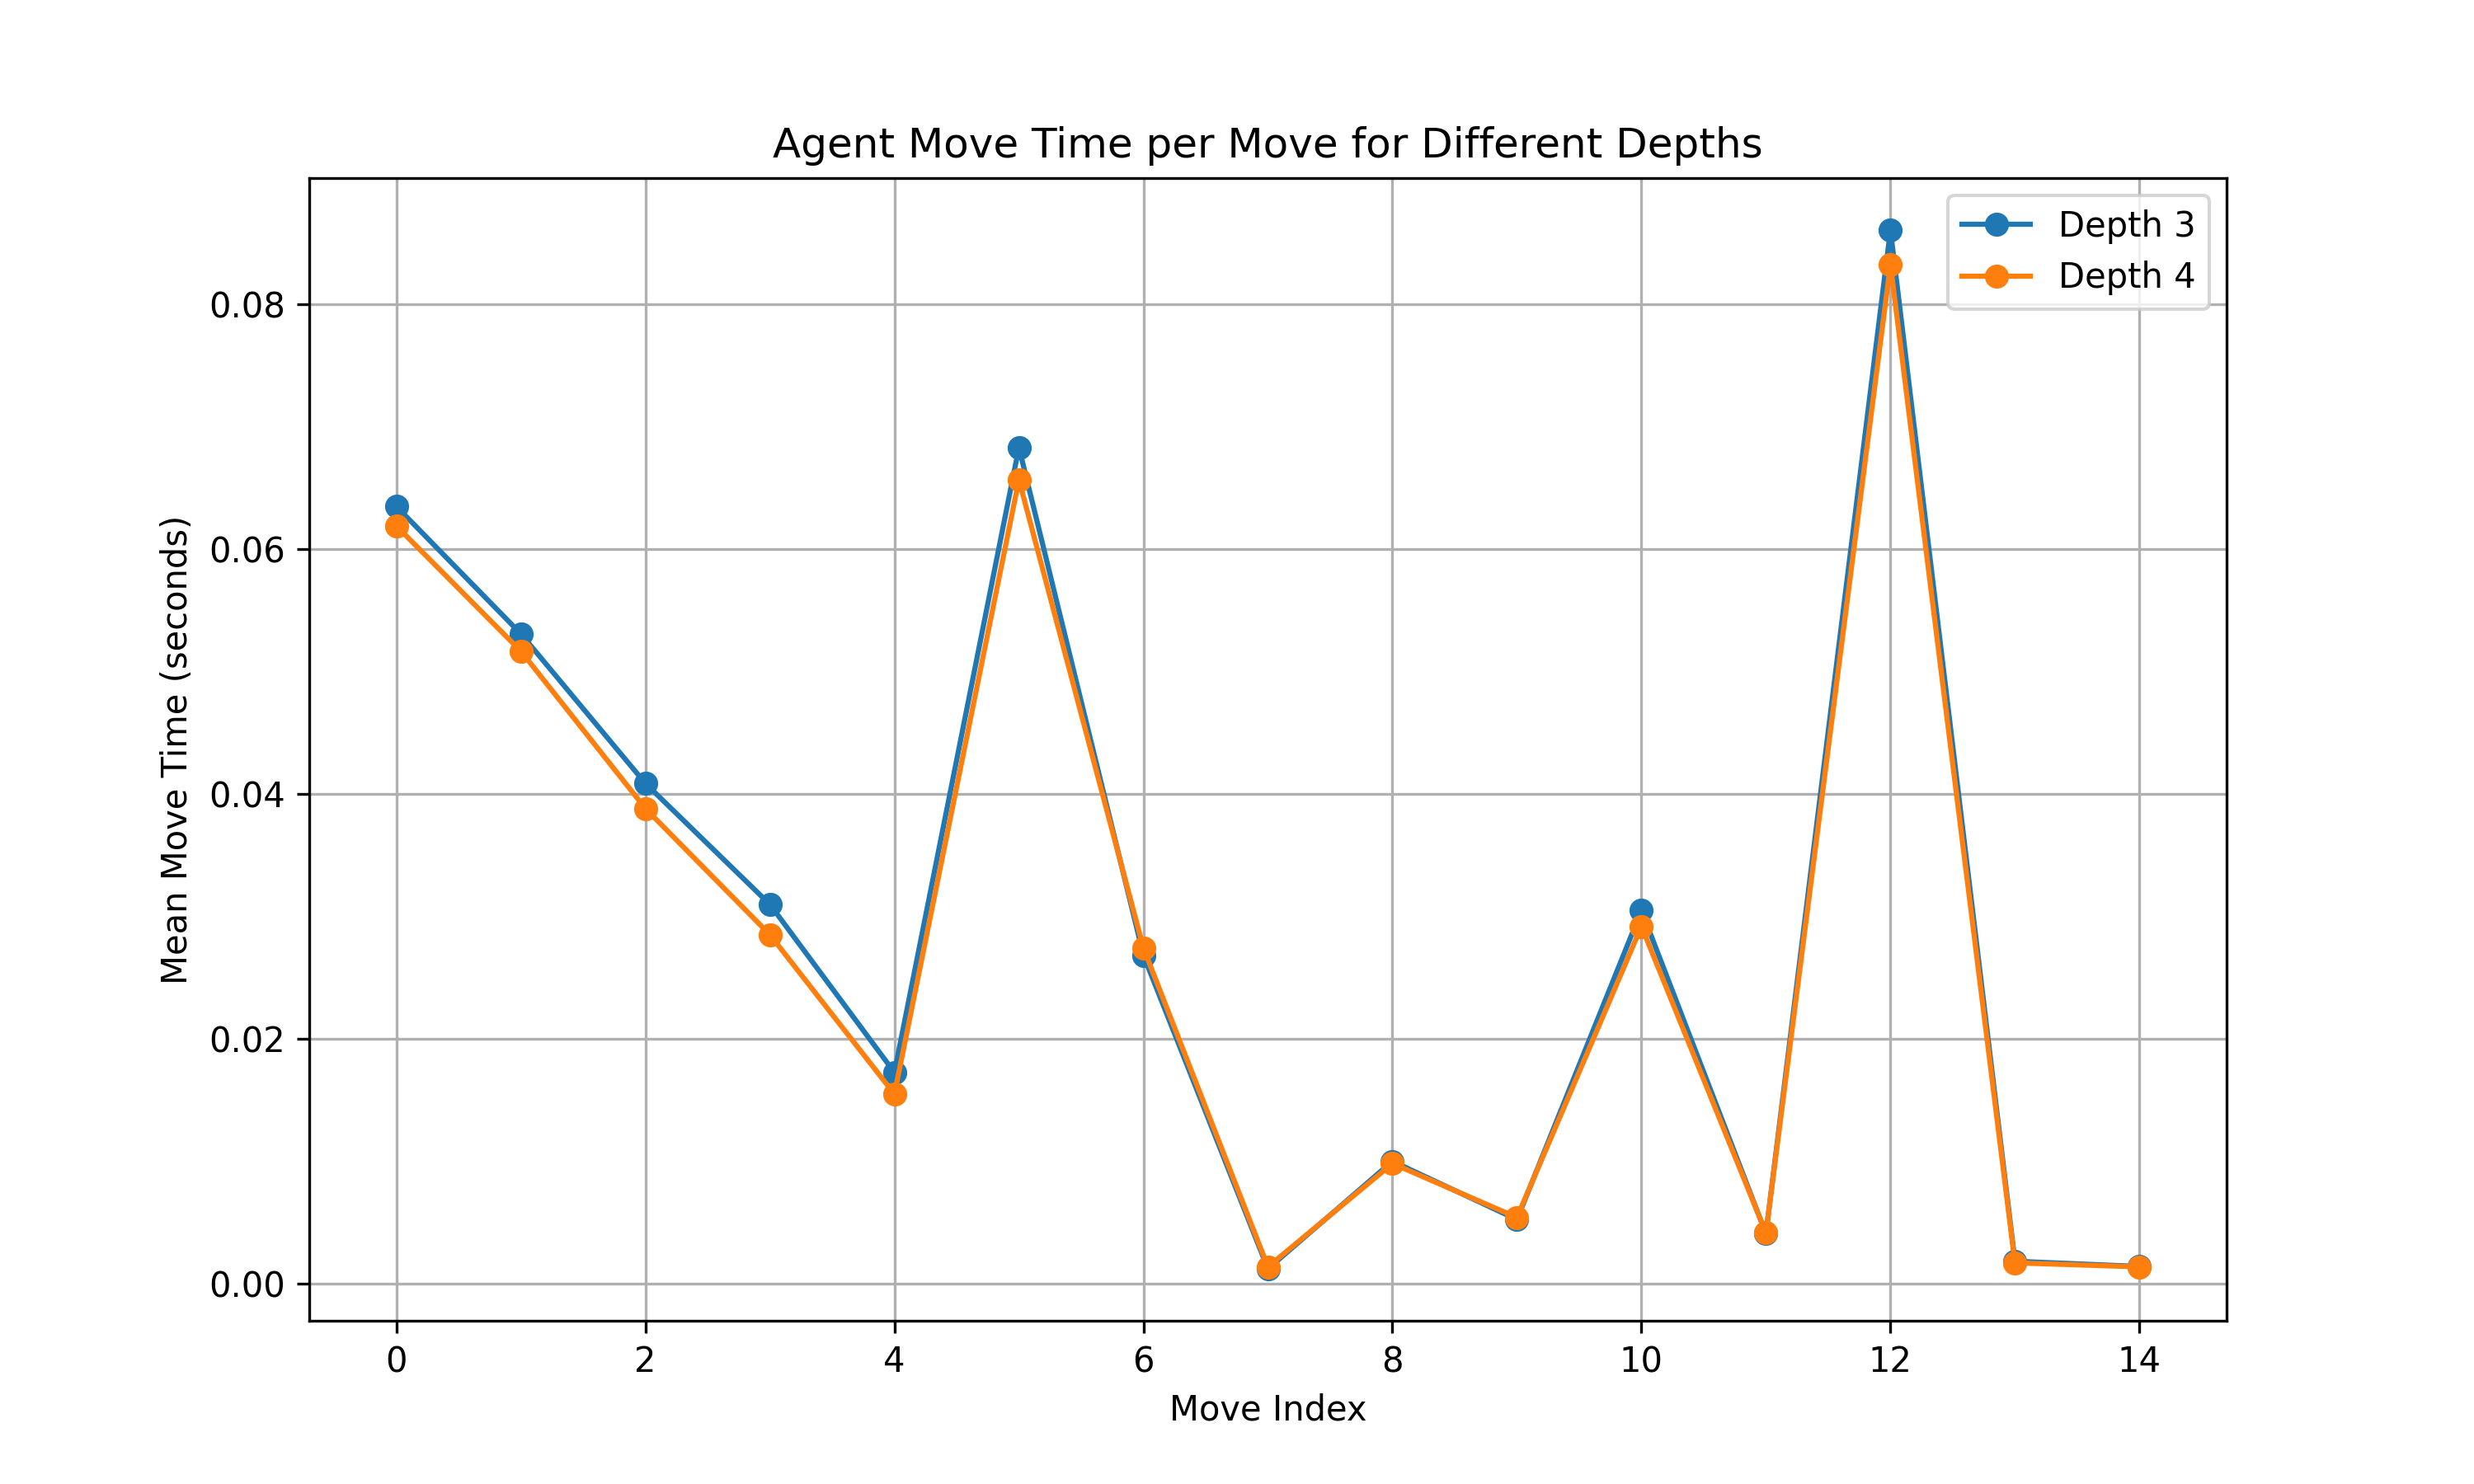 Agent Move Time per Move for Different Depths
Depth 3
Depth 4
0.08
0.06
0.04
0.02
0.00
Mean Move Time (seconds)
0 2 4 6 8 10 12 14
Move Index